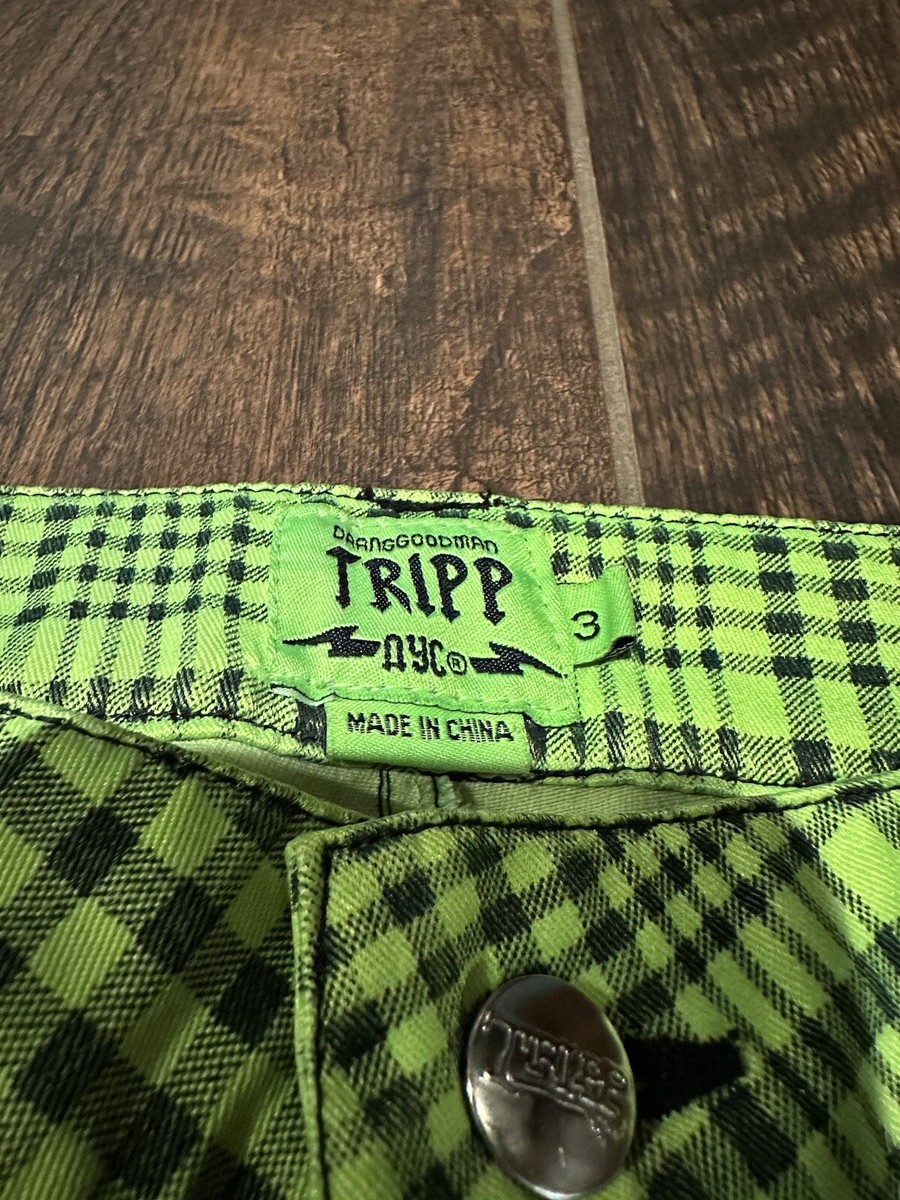 DAANGGOODMAN
TRIPP
NYC®
3
MADE IN CHINA